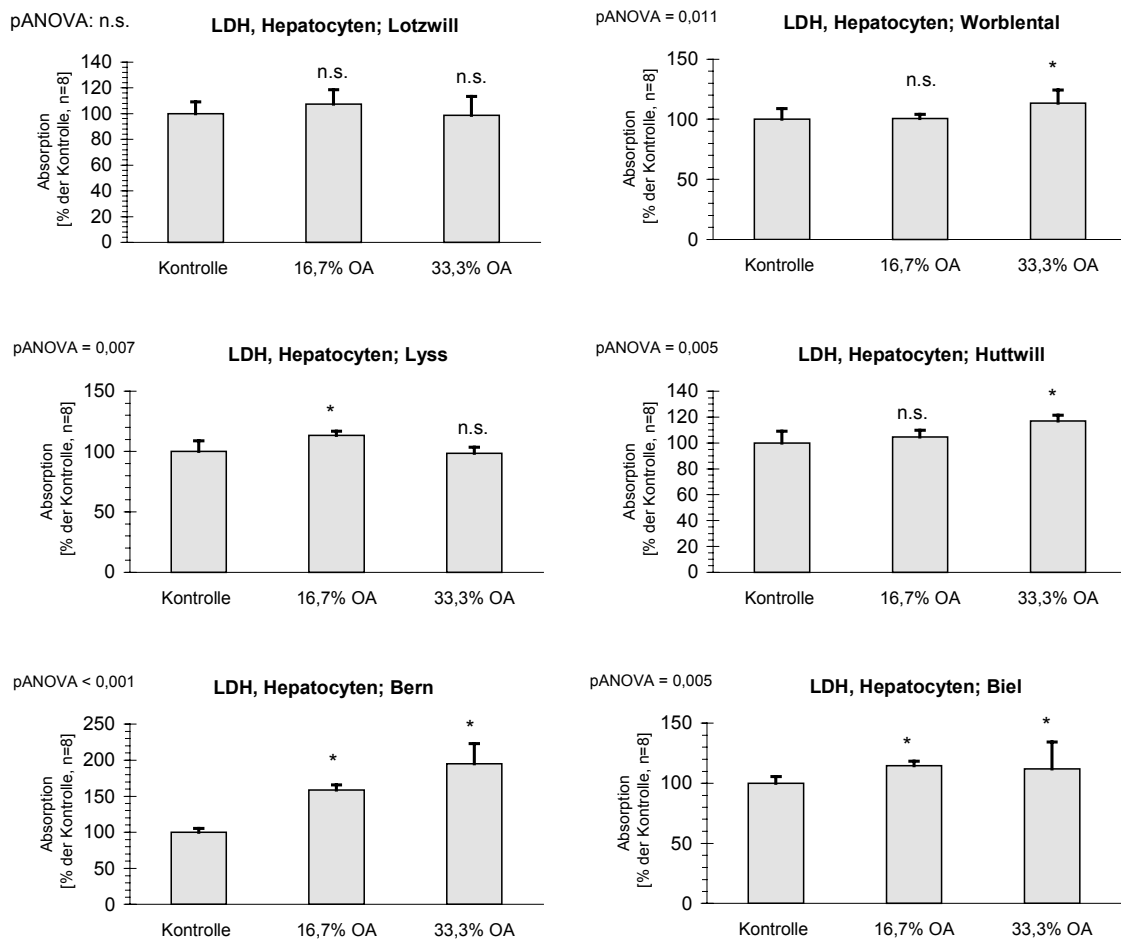 pANOVA: n.s.
LDH, Hepatocyten; Lotzwill
Absorption
[% der Kontrolle, n=8]
140
120
100
80
60
40
20
0
n.s.
n.s.
Kontrolle
16,7% OA
33,3% OA
pANOVA = 0,011
LDH, Hepatocyten; Worblental
Absorption
[% der Kontrolle, n=8]
150
100
50
0
n.s.
*
Kontrolle
16,7% OA
33,3% OA
pANOVA = 0,007
LDH, Hepatocyten; Lyss
Absorption
[% der Kontrolle, n=8]
150
100
50
0
*
n.s.
Kontrolle
16,7% OA
33,3% OA
pANOVA = 0,005
LDH, Hepatocyten; Huttwill
Absorption
[% der Kontrolle, n=8]
140
120
100
80
60
40
20
0
n.s.
*
Kontrolle
16,7% OA
33,3% OA
pANOVA < 0,001
LDH, Hepatocyten; Bern
Absorption
[% der Kontrolle, n=8]
250
200
150
100
50
0
*
*
Kontrolle
16,7% OA
33,3% OA
pANOVA = 0,005
LDH, Hepatocyten; Biel
Absorption
[% der Kontrolle, n=8]
150
100
50
0
*
*
Kontrolle
16,7% OA
33,3% OA